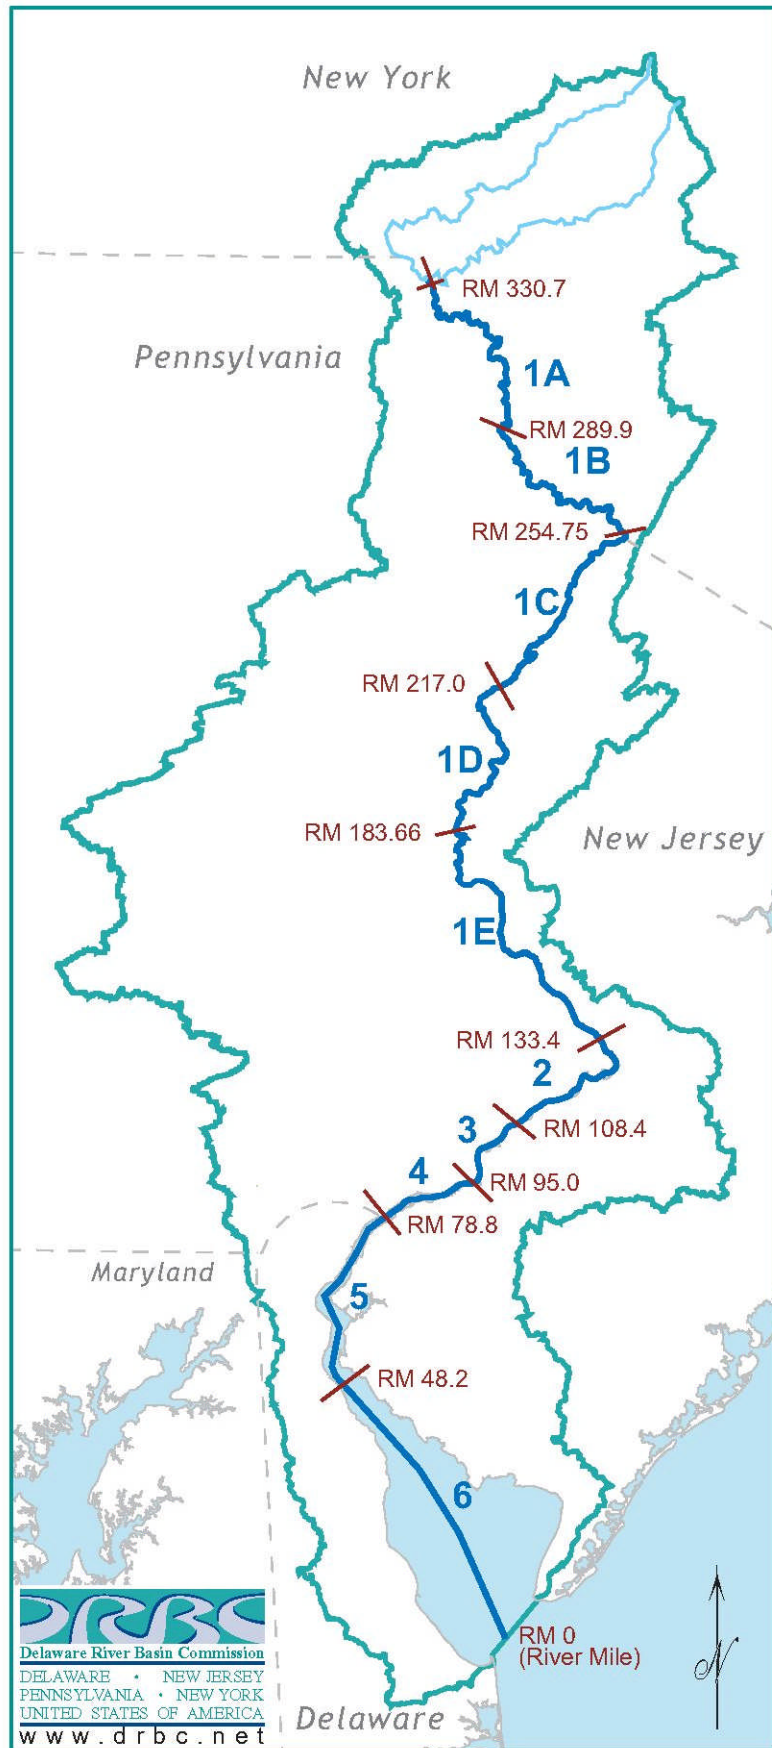 New York
RM 330.7
Pennsylvania
1A
RM 289.9
1B
RM 254.75
1C
RM 217.0
1D
RM 183.66
New Jersey
1E
RM 133.4
2
3
RM 108.4
4
RM 95.0
RM 78.8
Maryland
5
RM 48.2
6
RM 0
(River Mile)
N
DRBC
Delaware River Basin Commission
DELAWARE • NEW JERSEY
PENNSYLVANIA • NEW YORK
UNITED STATES OF AMERICA
www.drbc.net
Delaware